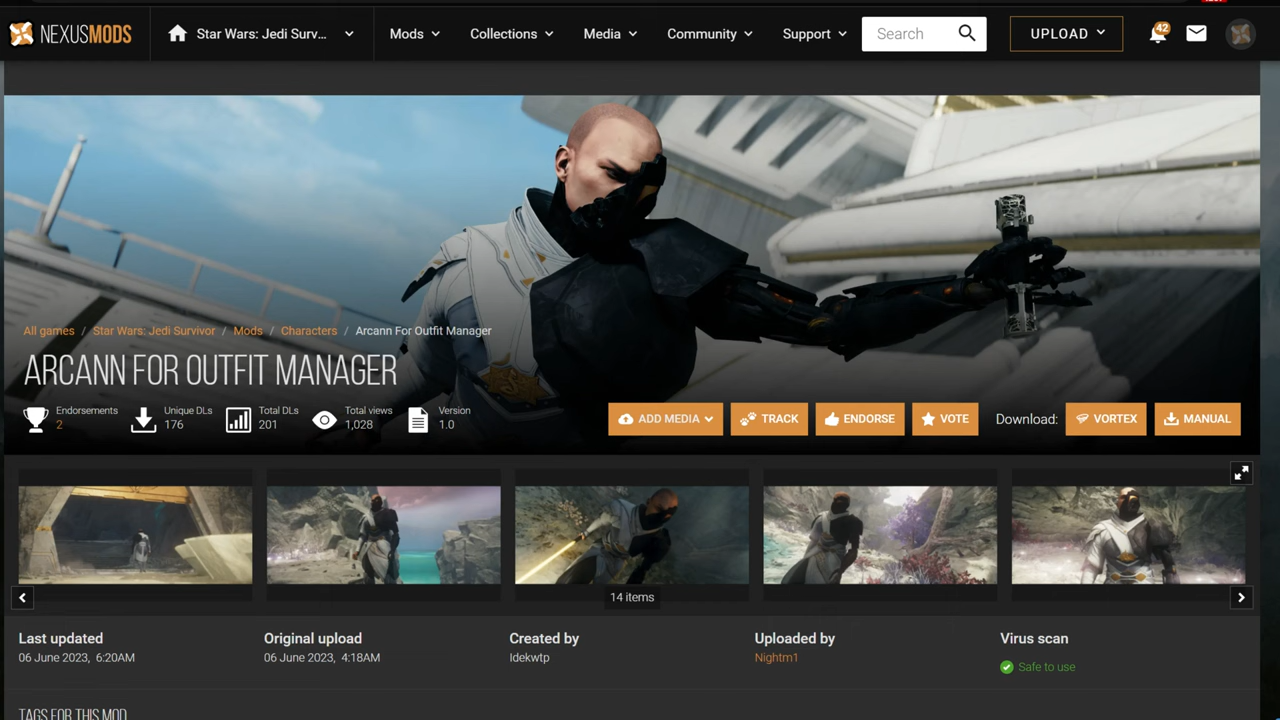 NEXUSMODS
Star Wars: Jedi Surv...
Mods
Collections
Media
Community
Support
Search
UPLOAD
42
All games / Star Wars: Jedi Survivor / Mods / Characters / Arcann For Outfit Manager
ARCANN FOR OUTFIT MANAGER
Endorsements
2
Unique DLs
176
Total DLs
201
Total views
1,028
Version
1.0
ADD MEDIA
TRACK
ENDORSE
VOTE
Download:
VORTEX
MANUAL
14 items
Last updated
06 June 2023, 6:20AM
Original upload
06 June 2023, 4:18AM
Created by
Idekwtp
Uploaded by
Nightm1
Virus scan
Safe to use
TAGS FOR THIS MOD